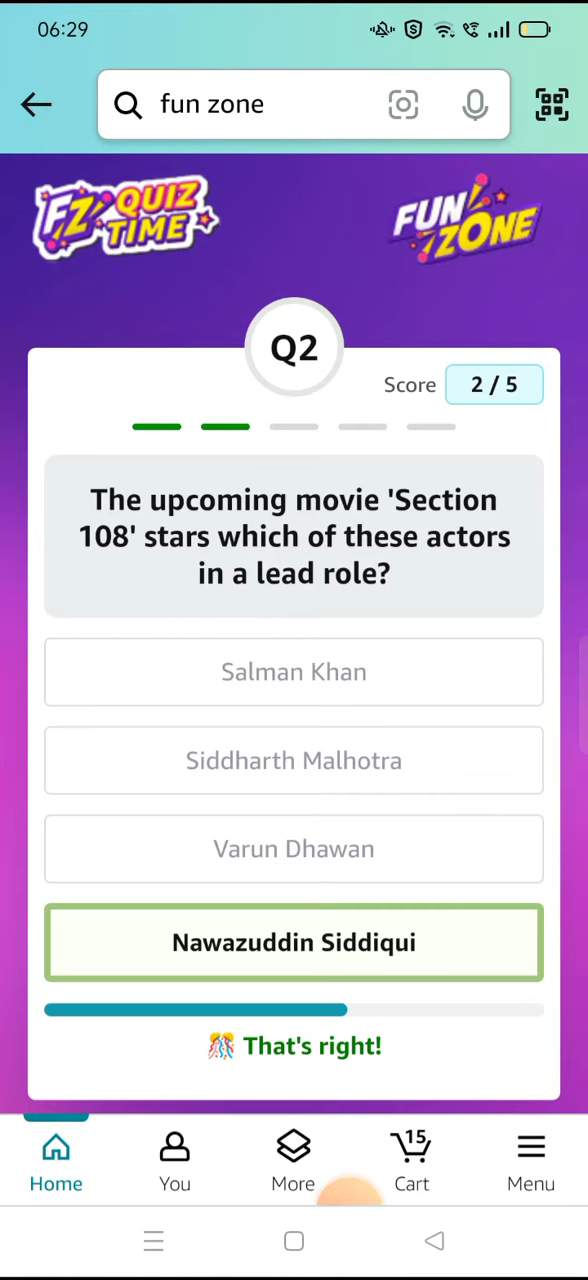 06:29
fun zone
FZ QUIZ TIME
FUN ZONE
Q2
Score 2 / 5
The upcoming movie 'Section
108' stars which of these actors
in a lead role?
Salman Khan
Siddharth Malhotra
Varun Dhawan
Nawazuddin Siddiqui
🎊 That's right!
15
Home You More Cart Menu